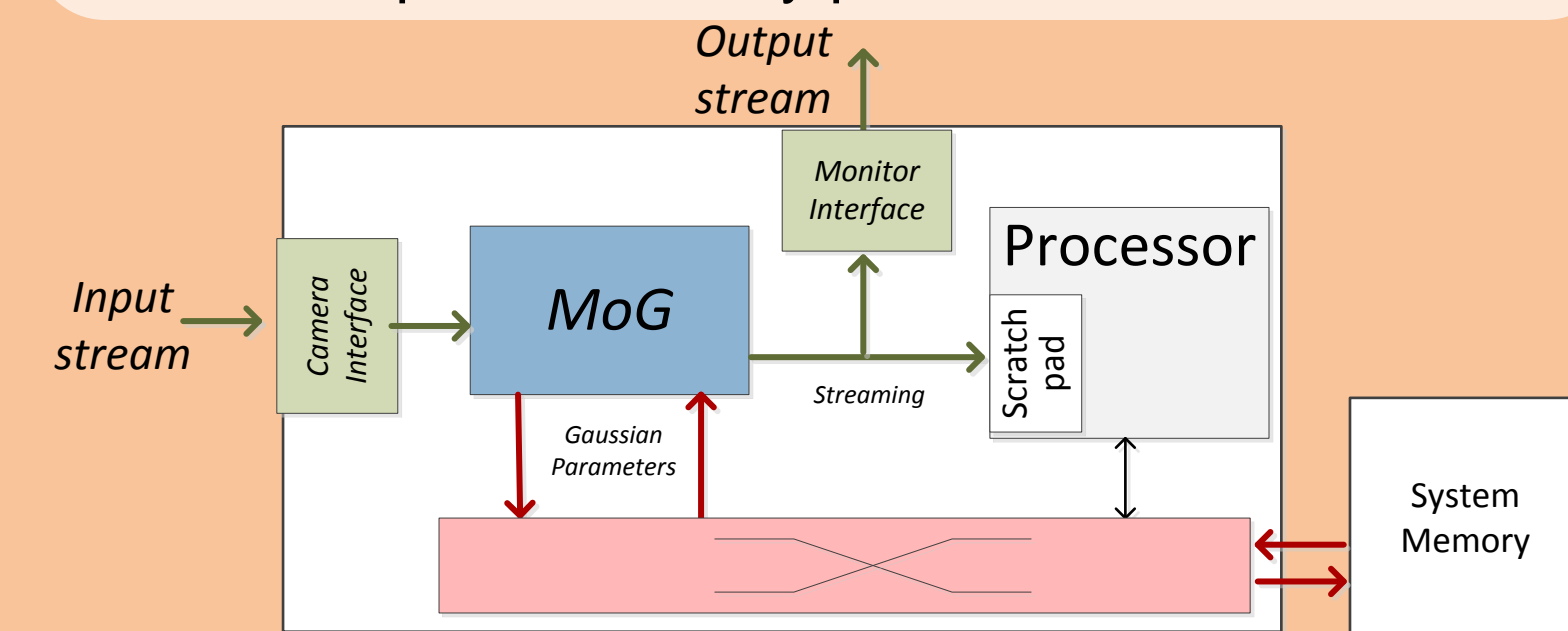 Output
stream
Monitor
Interface
Processor
Input
stream
Camera
Interface
MoG
Scratch
pad
Streaming
Gaussian
Parameters
System
Memory